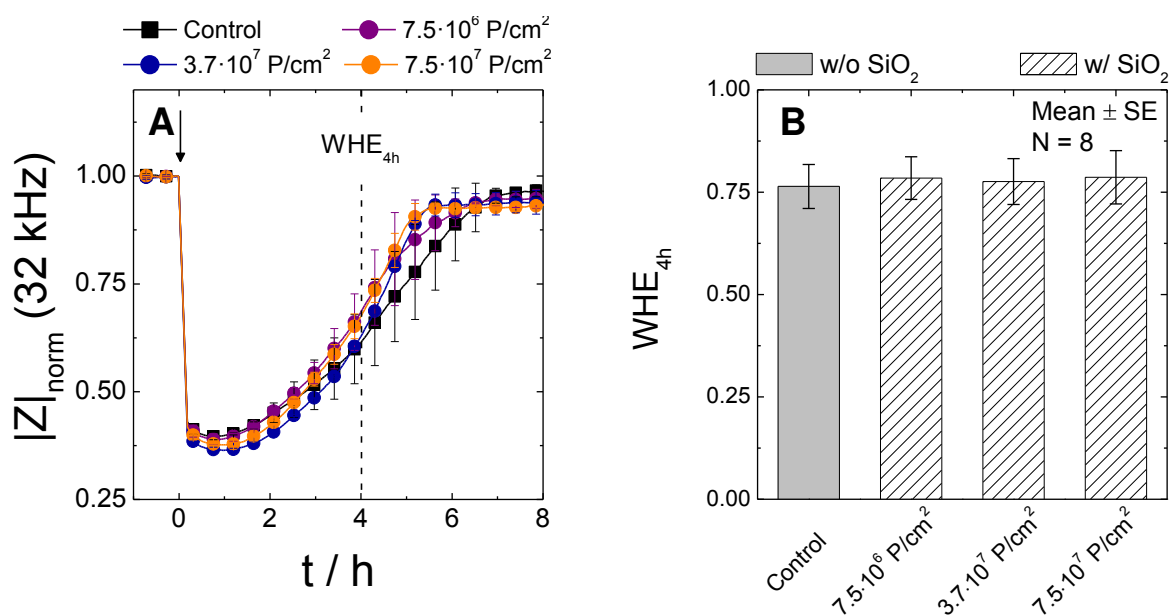 Control
7.5·10⁶ P/cm²
3.7·10⁷ P/cm²
7.5·10⁷ P/cm²
A
WHE₄ₕ
|Z|ₙₒᵣₘ (32 kHz)
1.00
0.75
0.50
0.25
0 2 4 6 8
t / h
w/o SiO₂
w/ SiO₂
B
Mean ± SE
N = 8
WHE₄ₕ
1.00
0.75
0.50
0.25
0.00
Control
7.5·10⁶ P/cm²
3.7·10⁷ P/cm²
7.5·10⁷ P/cm²